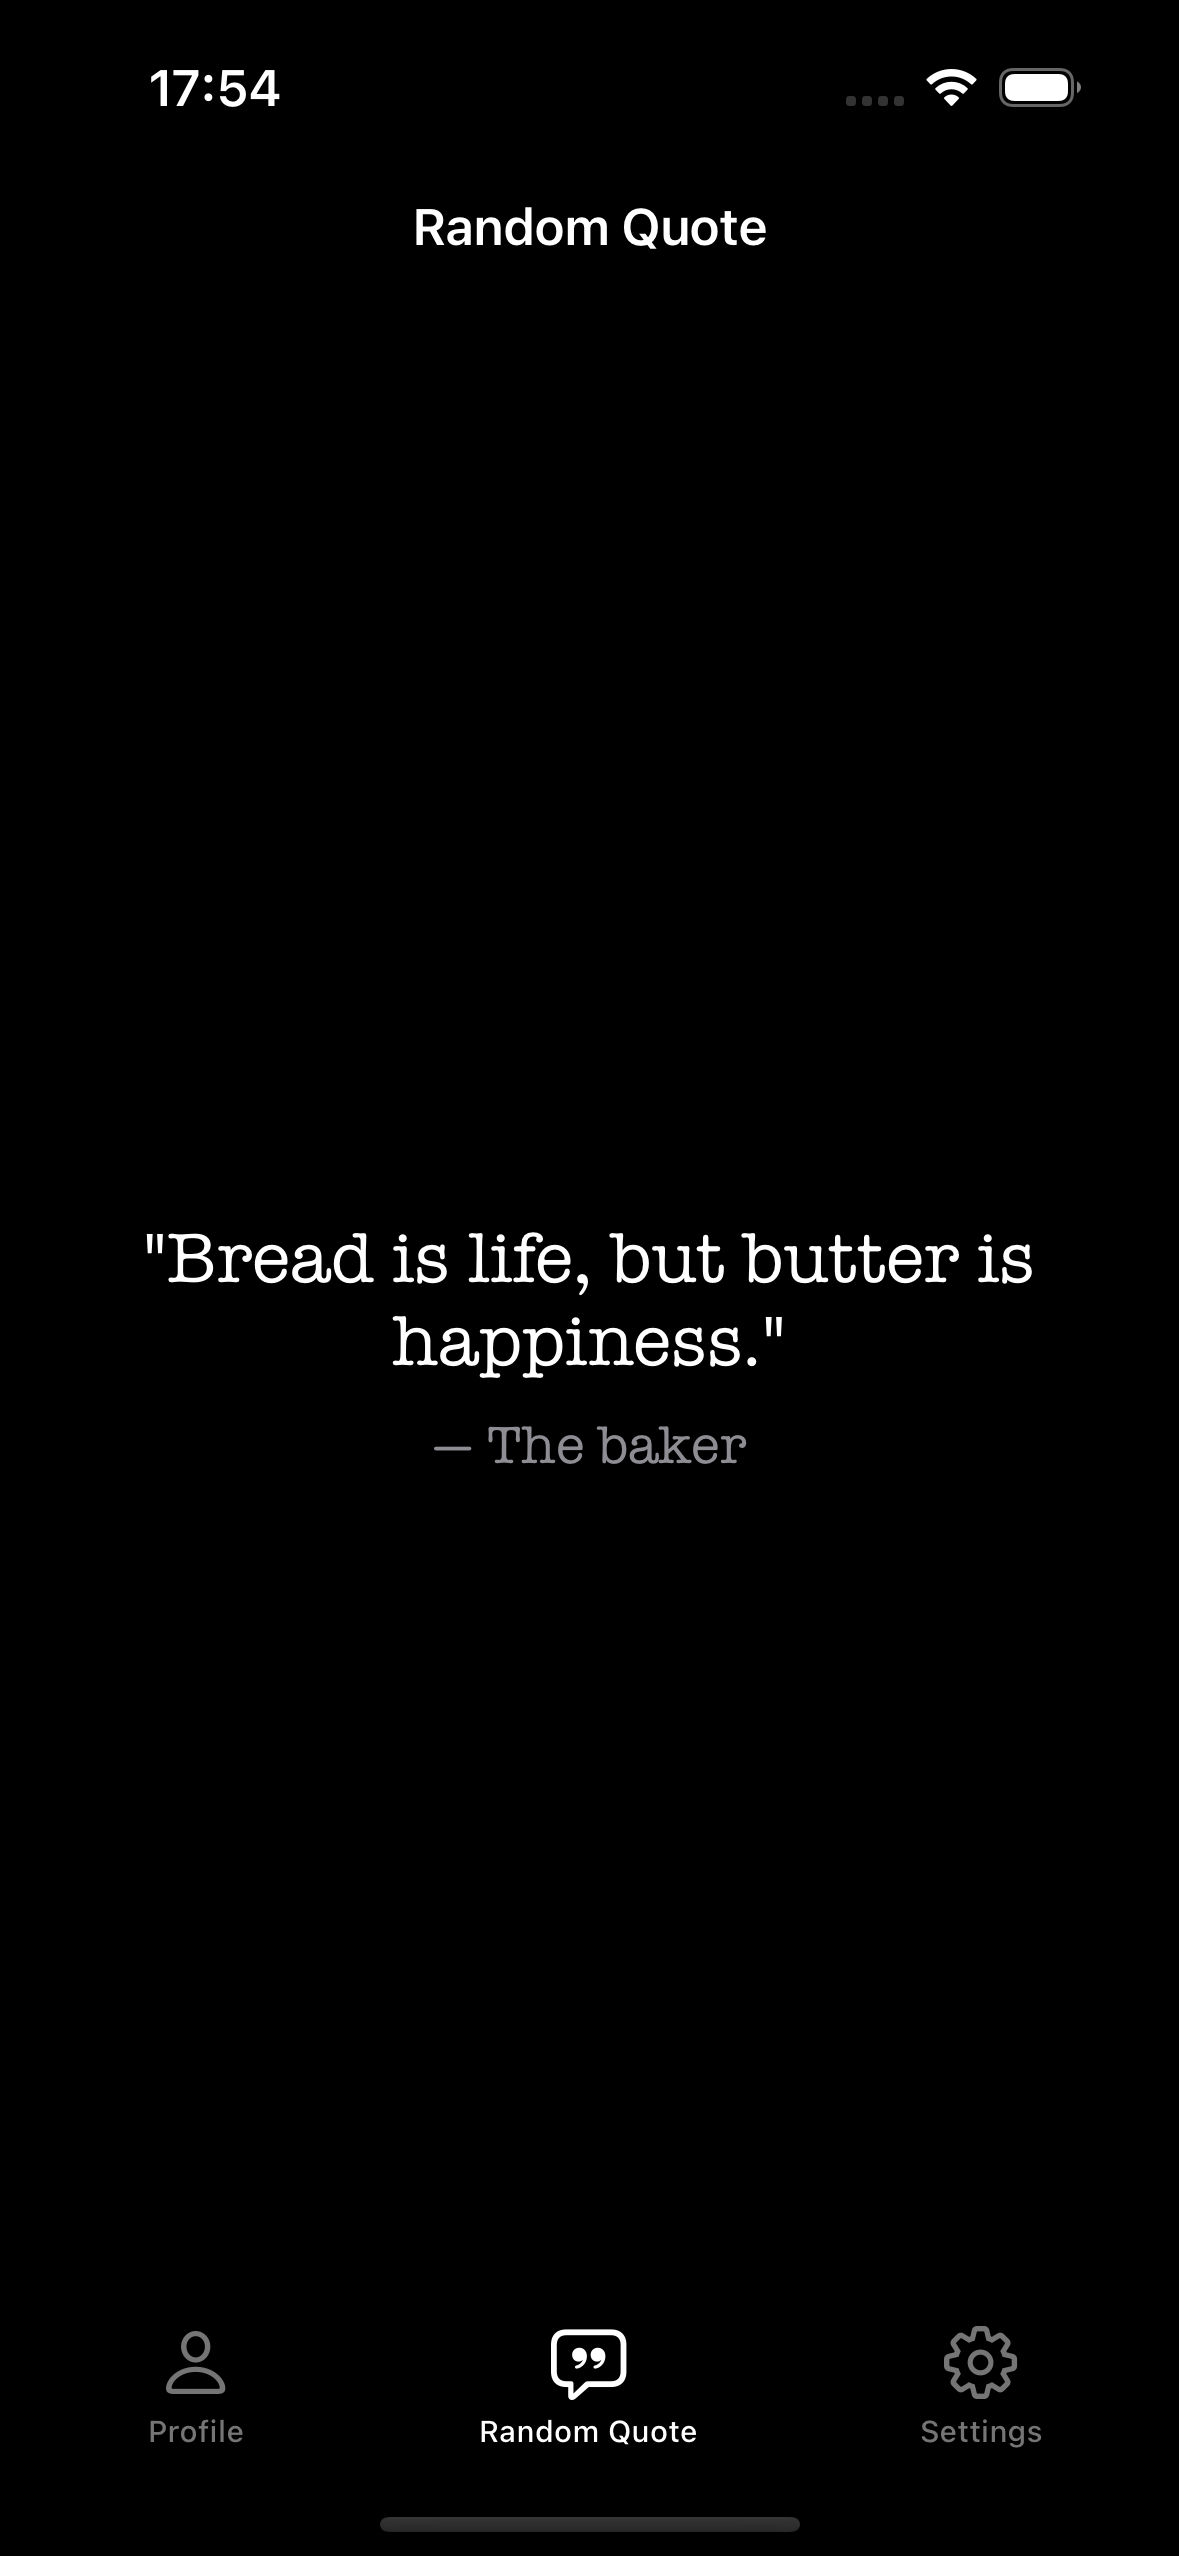 17:54
Random Quote
"Bread is life, but butter is
happiness."
— The baker
Profile
Random Quote
Settings